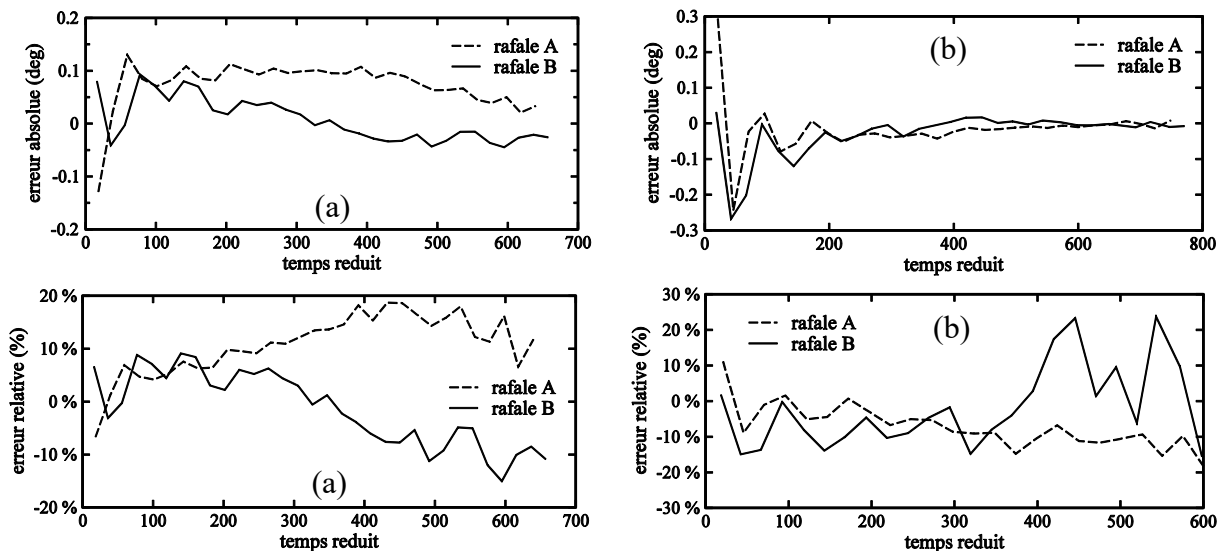 0.2
0.1
0
-0.1
-0.2
erreur absolue (deg)
rafale A
rafale B
(a)
0 100 200 300 400 500 600 700
temps reduit
0.3
0.2
0.1
0
-0.1
-0.2
-0.3
erreur absolue (deg)
(b)
rafale A
rafale B
0 200 400 600 800
temps reduit
20 %
10 %
0 %
-10 %
-20 %
erreur relative (%)
rafale A
rafale B
(a)
0 100 200 300 400 500 600 700
temps reduit
30 %
20 %
10 %
0 %
-10 %
-20 %
-30 %
erreur relative (%)
rafale A
rafale B
(b)
0 100 200 300 400 500 600
temps reduit